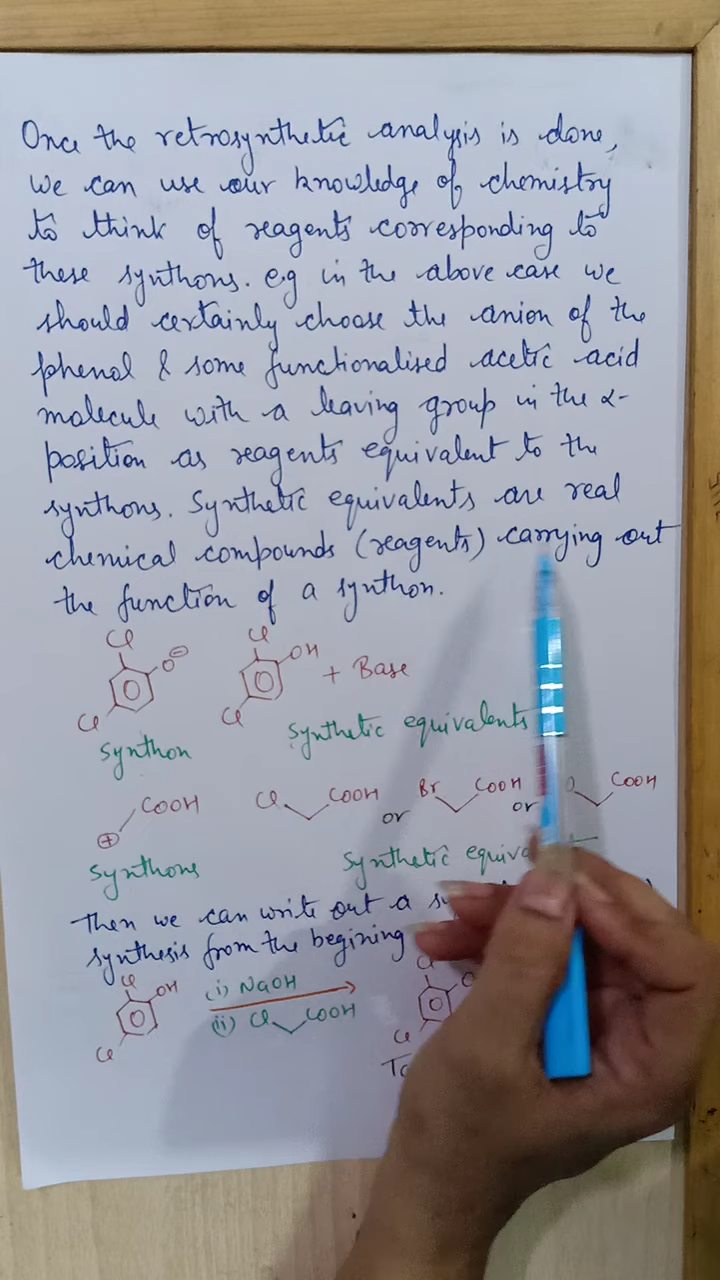 Once the retrosynthetic analysis is done,
we can use our knowledge of chemistry
to think of reagents corresponding to
these synthons. e.g in the above case we
should certainly choose the anion of the
phenol & some functionalised acetic acid
molecule with a leaving group in the α-
position as reagents equivalent to the
synthons. Synthetic equivalents are real
chemical compounds (reagents) carrying out
the function of a synthon.
Cl Cl
O⊖ OH + Base
Cl Cl
Synthon Synthetic equivalents
COOH Cl COOH or Br COOH or COOH
⊕
Synthons Synthetic
Then we can write out a
synthesis from the begining
Cl OH (i) NaOH Cl
Cl (ii) Cl COOH Cl